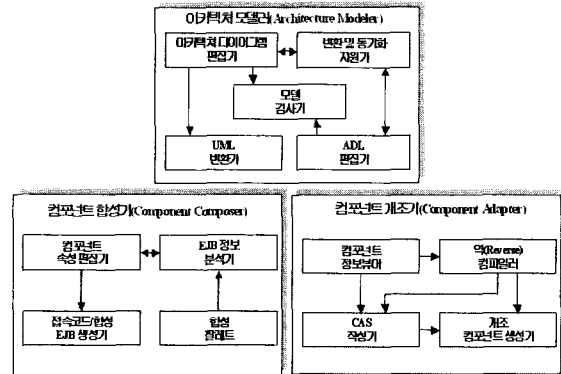 아키텍처 모델러(Architecture Modeler)
아키텍처 다이어그램
편집기
변환 및 동기화
지원기
모델
검사기
UML
변환기
ADL
편집기
컴포넌트 합성기(Component Composer)
컴포넌트
속성 편집기
EJB 정보
분석기
접속코드/합성
EJB 생성기
합성
팔레트
컴포넌트 개조기(Component Adapter)
컴포넌트
정보뷰어
역(Reverse)
컴파일러
CAS
작성기
개조
컴포넌트 생성기